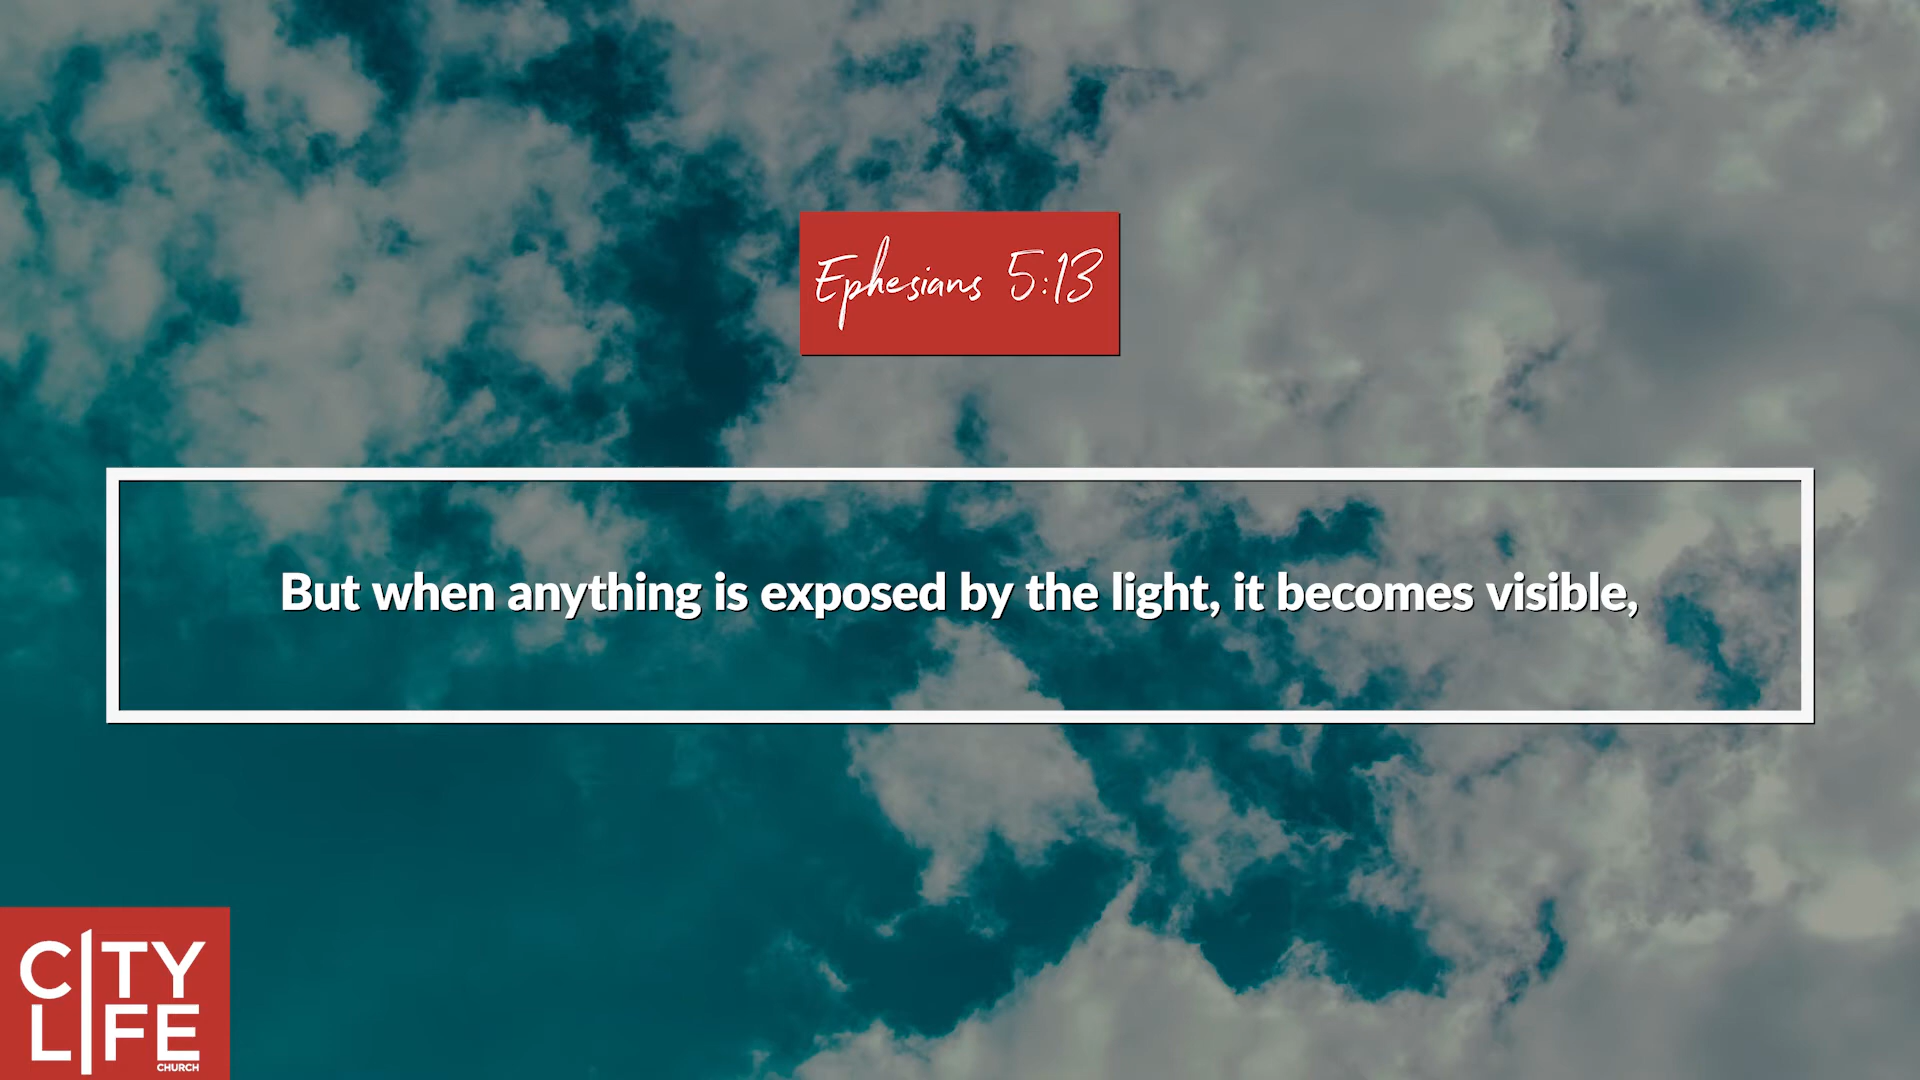 Ephesians 5:13
But when anything is exposed by the light, it becomes visible,
CITY
LIFE
CHURCH